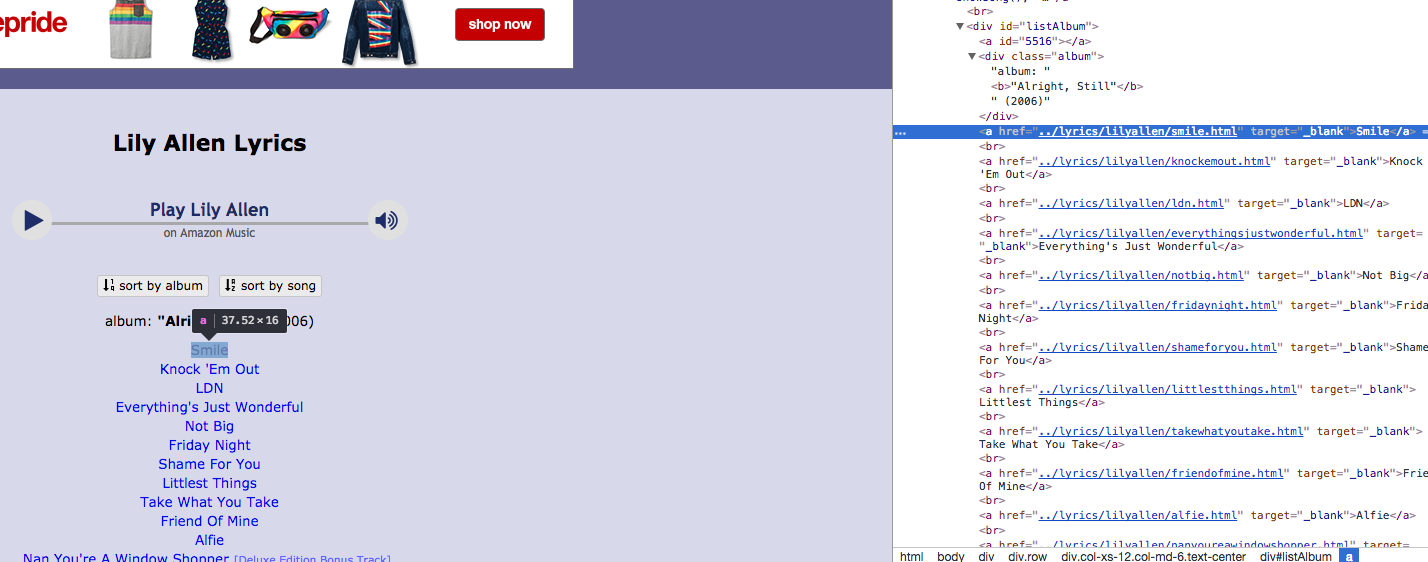 epride
shop now
Lily Allen Lyrics
Play Lily Allen
on Amazon Music
sort by album
sort by song
album: "Alri
006)
a 37.52×16
Smile
Knock 'Em Out
LDN
Everything's Just Wonderful
Not Big
Friday Night
Shame For You
Littlest Things
Take What You Take
Friend Of Mine
Alfie
Nan You're A Window Shopper [Deluxe Edition Bonus Track]
<br>
▼<div id="listAlbum">
<a id="5516"></a>
▼<div class="album">
"album: "
<b>"Alright, Still"</b>
" (2006)"
</div>
… <a href="../lyrics/lilyallen/smile.html" target="_blank">Smile</a> =
<br>
<a href="../lyrics/lilyallen/knockemout.html" target="_blank">Knock
'Em Out</a>
<br>
<a href="../lyrics/lilyallen/ldn.html" target="_blank">LDN</a>
<br>
<a href="../lyrics/lilyallen/everythingsjustwonderful.html" target=
"_blank">Everything's Just Wonderful</a>
<br>
<a href="../lyrics/lilyallen/notbig.html" target="_blank">Not Big</a
<br>
<a href="../lyrics/lilyallen/fridaynight.html" target="_blank">Frida
Night</a>
<br>
<a href="../lyrics/lilyallen/shameforyou.html" target="_blank">Shame
For You</a>
<br>
<a href="../lyrics/lilyallen/littlestthings.html" target="_blank">
Littlest Things</a>
<br>
<a href="../lyrics/lilyallen/takewhatyoutake.html" target="_blank">
Take What You Take</a>
<br>
<a href="../lyrics/lilyallen/friendofmine.html" target="_blank">Frie
Of Mine</a>
<br>
<a href="../lyrics/lilyallen/alfie.html" target="_blank">Alfie</a>
<br>
<a href="../lyrics/lilyallen/nanyoureawindowshopper.html" target=
html body div div.row div.col-xs-12.col-md-6.text-center div#listAlbum a